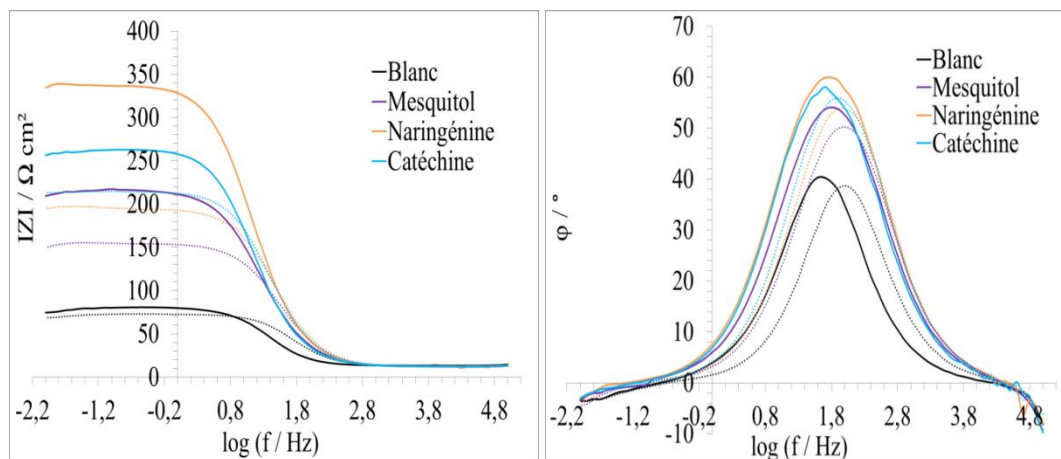 400
350
300
250
200
150
100
50
0
IZI / Ω cm²
Blanc
Mesquitol
Naringénine
Catéchine
-2,2 -1,2 -0,2 0,8 1,8 2,8 3,8 4,8
log (f / Hz)
70
60
50
40
30
20
10
0
-10
φ / °
Blanc
Mesquitol
Naringénine
Catéchine
-2,2 -1,2 -0,2 0,8 1,8 2,8 3,8 4,8
log (f / Hz)